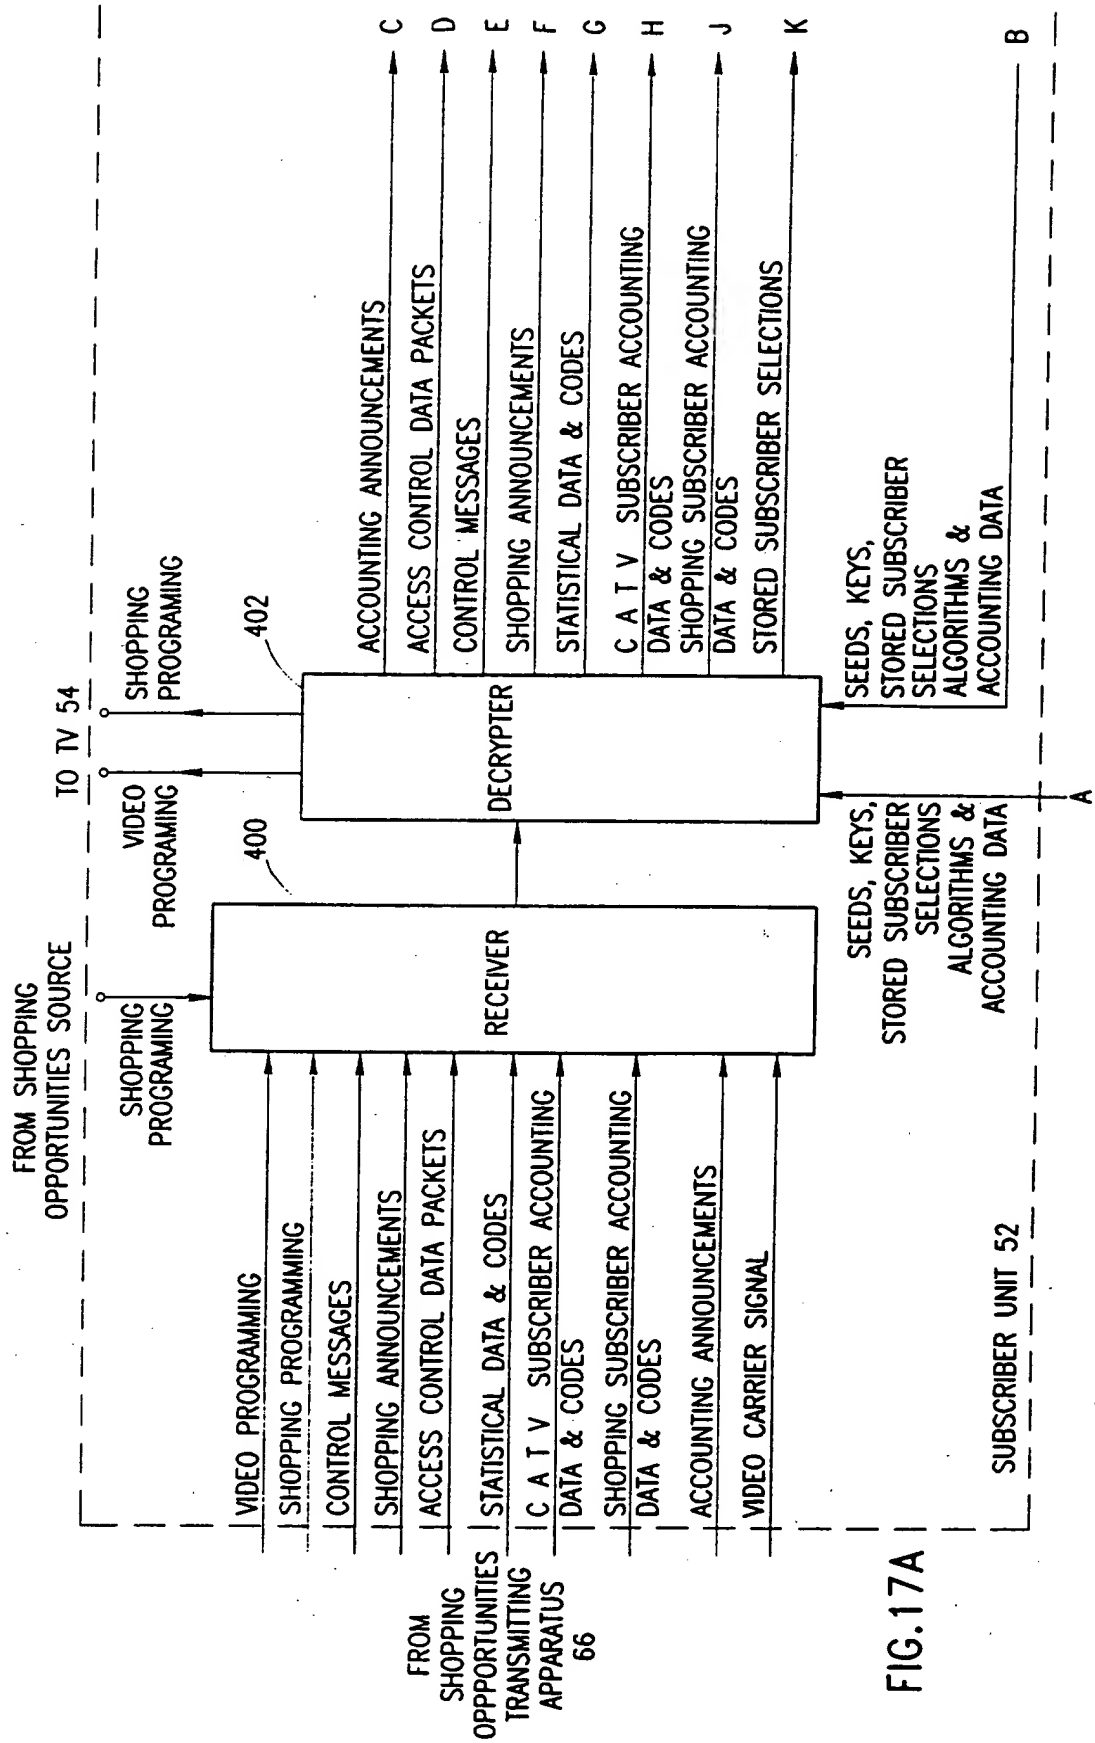 FROM SHOPPING
OPPORTUNITIES SOURCE
TO TV 54
SHOPPING
PROGRAMING
VIDEO
PROGRAMING
SHOPPING
PROGRAMING
400
402
VIDEO PROGRAMMING
SHOPPING PROGRAMMING
CONTROL MESSAGES
SHOPPING ANNOUNCEMENTS
ACCESS CONTROL DATA PACKETS
STATISTICAL DATA & CODES
C A T V SUBSCRIBER ACCOUNTING
DATA & CODES
SHOPPING SUBSCRIBER ACCOUNTING
DATA & CODES
ACCOUNTING ANNOUNCEMENTS
VIDEO CARRIER SIGNAL
FROM
SHOPPING
OPPPORTUNITIES
TRANSMITTING
APPARATUS
66
RECEIVER
DECRYPTER
ACCOUNTING ANNOUNCEMENTS
C
ACCESS CONTROL DATA PACKETS
D
CONTROL MESSAGES
E
SHOPPING ANNOUNCEMENTS
F
STATISTICAL DATA & CODES
G
C A T V SUBSCRIBER ACCOUNTING
DATA & CODES
H
SHOPPING SUBSCRIBER ACCOUNTING
DATA & CODES
J
STORED SUBSCRIBER SELECTIONS
K
SEEDS, KEYS,
STORED SUBSCRIBER
SELECTIONS
ALGORITHMS &
ACCOUNTING DATA
A
SEEDS, KEYS,
STORED SUBSCRIBER
SELECTIONS
ALGORITHMS &
ACCOUNTING DATA
B
SUBSCRIBER UNIT 52
FIG.17A